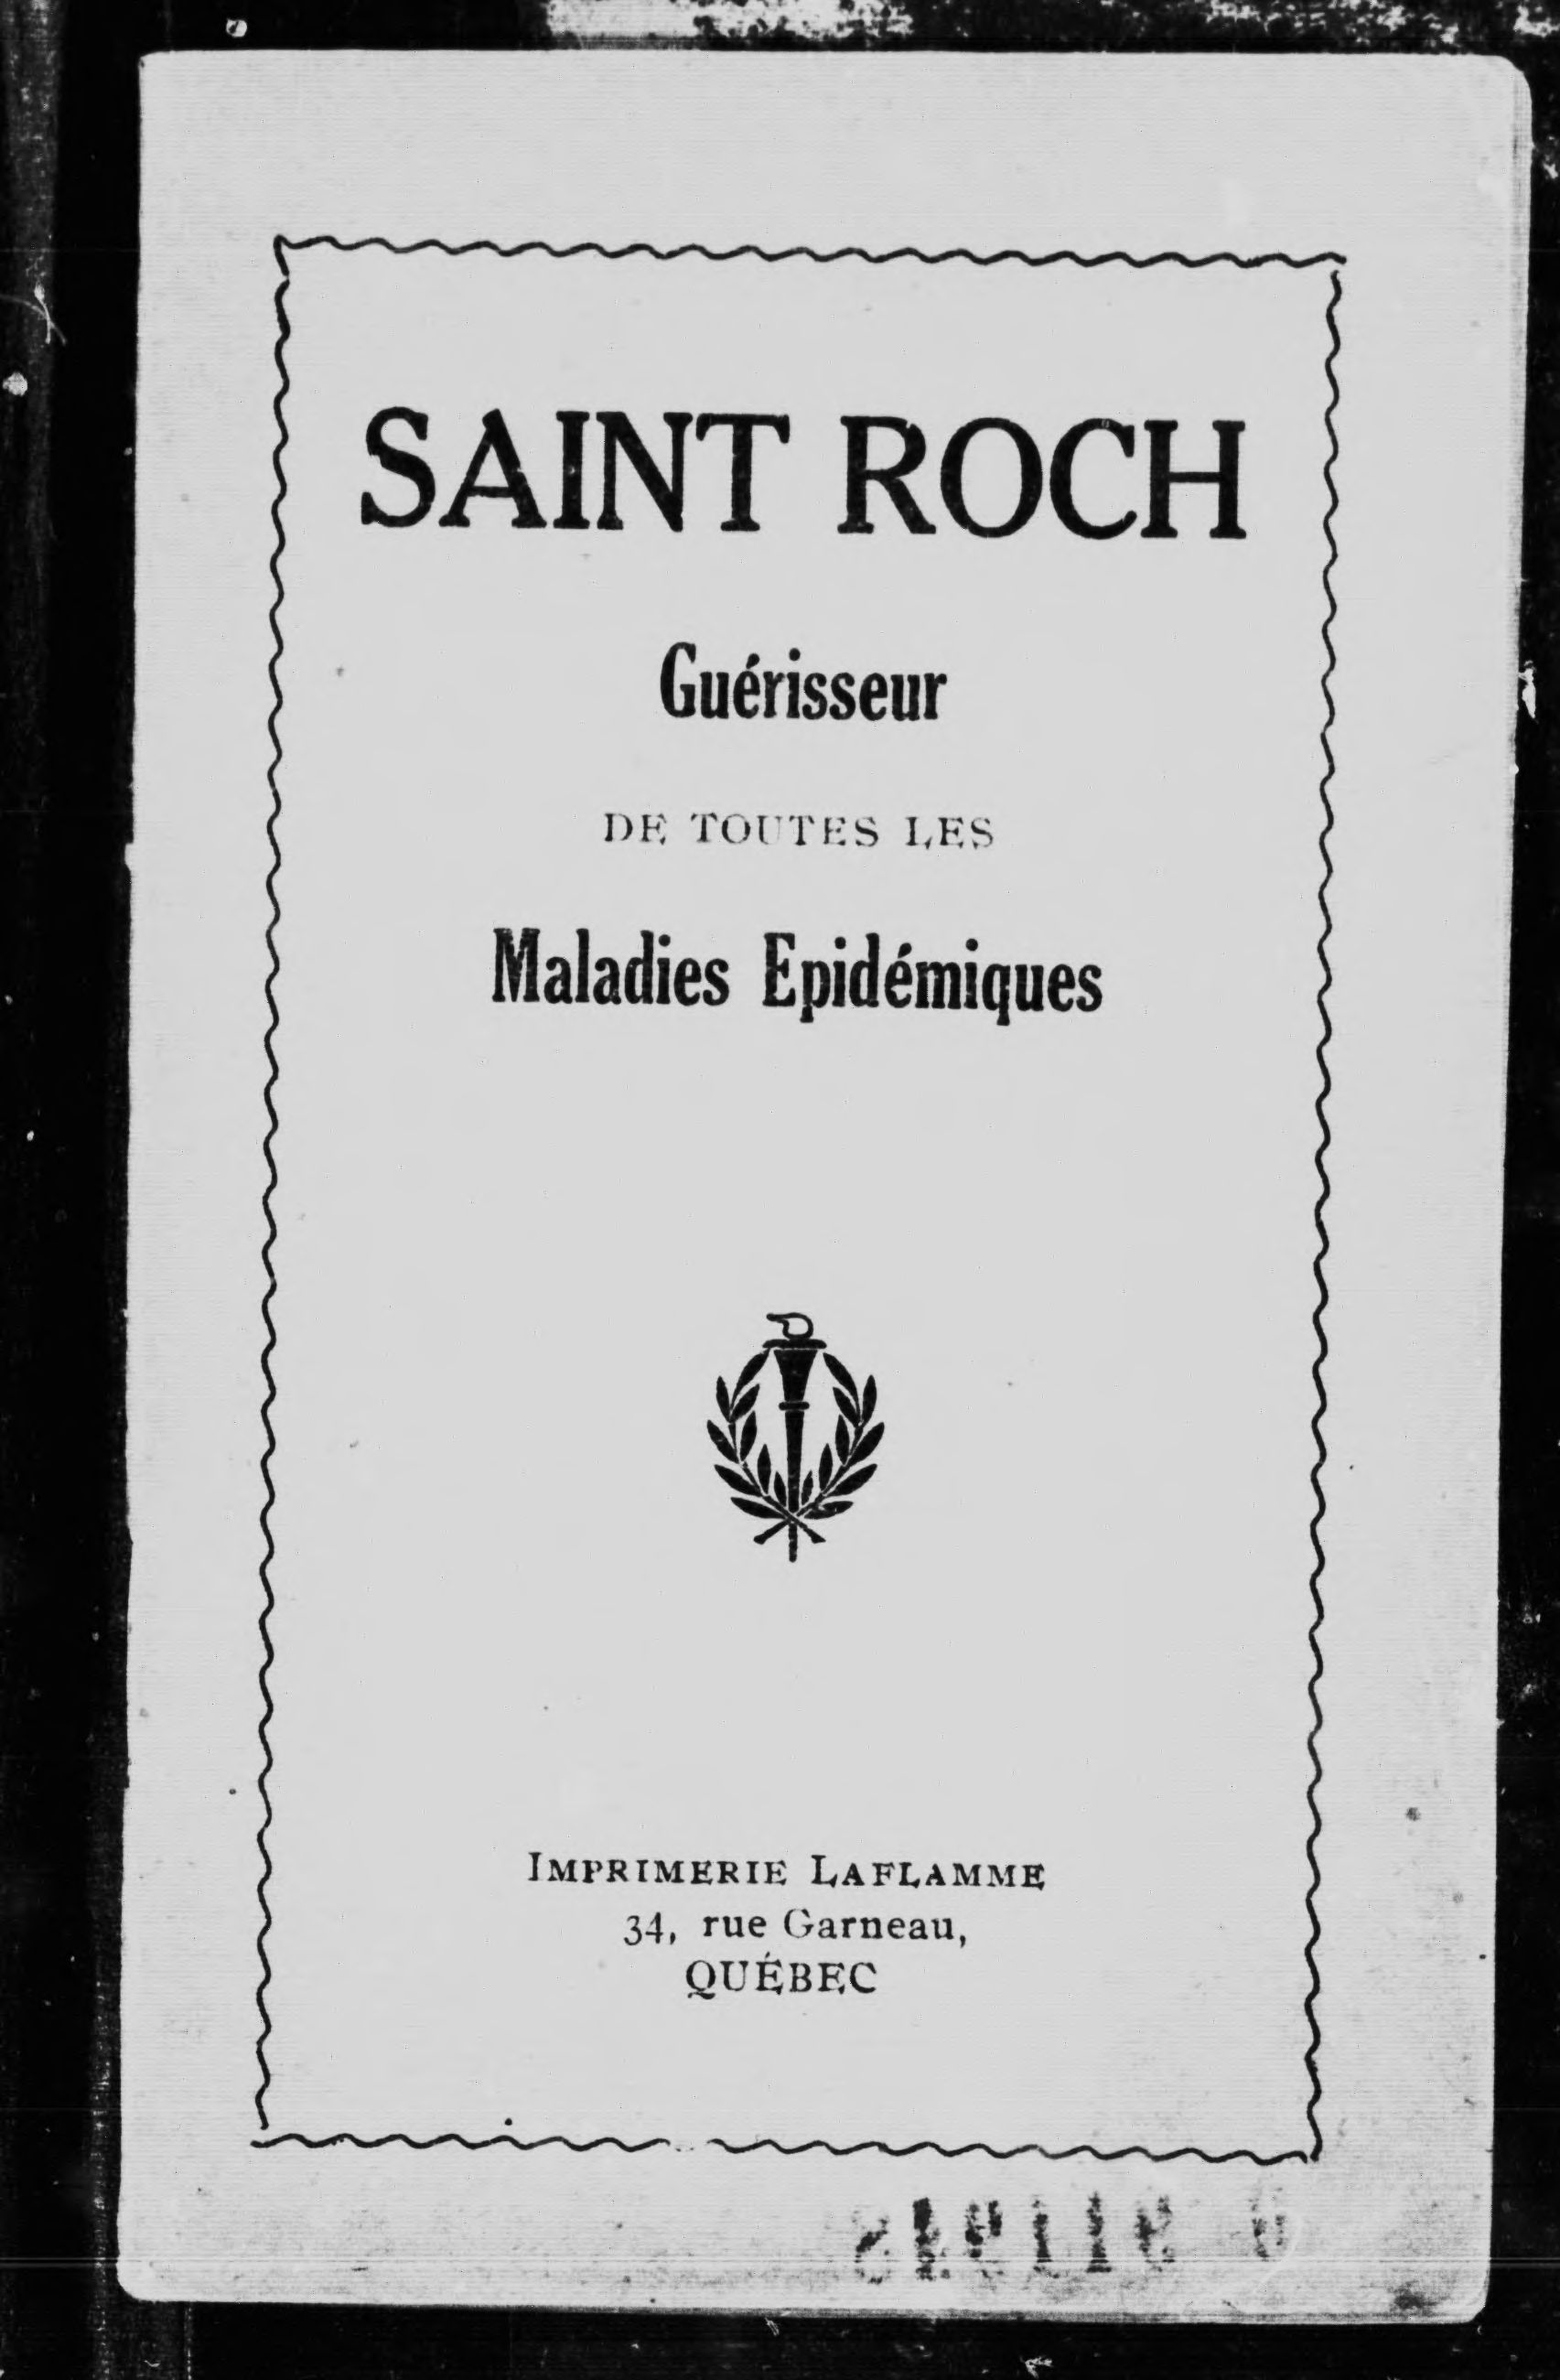 SAINT ROCH
Guérisseur
DE TOUTES LES
Maladies Epidémiques
IMPRIMERIE LAFLAMME
34, rue Garneau,
QUÉBEC